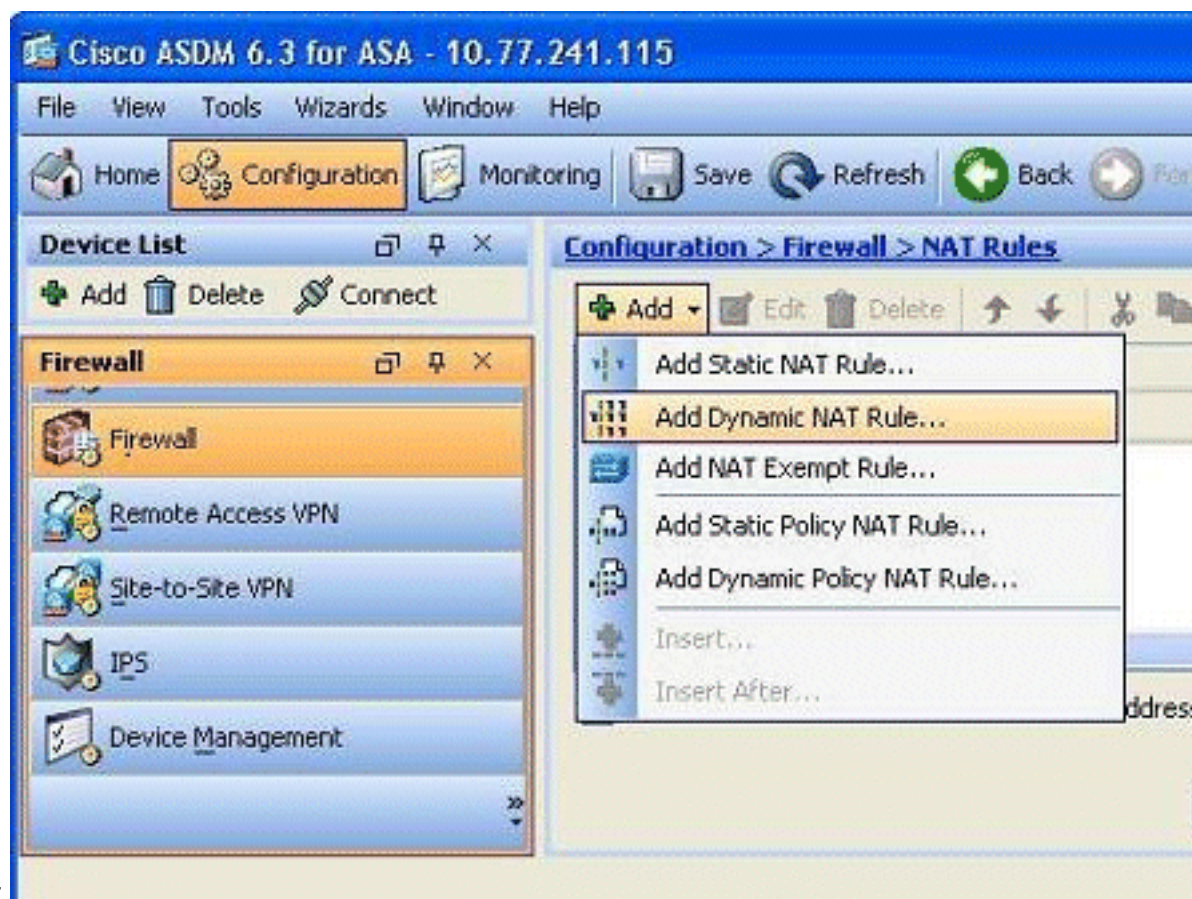 Cisco ASDM 6.3 for ASA - 10.77.241.115
File View Tools Wizards Window Help
Home Configuration Monitoring Save Refresh Back
Device List
Add Delete Connect
Configuration > Firewall > NAT Rules
Add Edit Delete
Firewall
Firewall
Remote Access VPN
Site-to-Site VPN
IPS
Device Management
Add Static NAT Rule...
Add Dynamic NAT Rule...
Add NAT Exempt Rule...
Add Static Policy NAT Rule...
Add Dynamic Policy NAT Rule...
Insert...
Insert After...